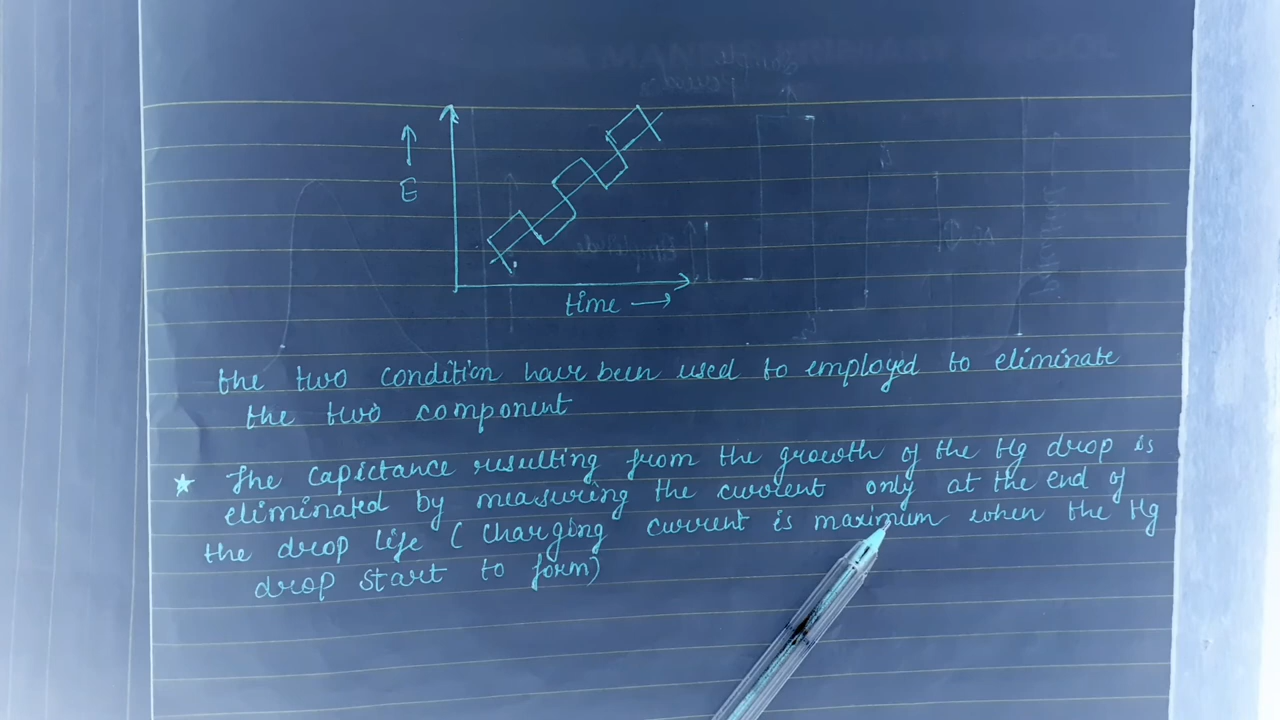 E
time
the two condition have been used to employed to eliminate
the two component
The capictance resulting from the growth of the Hg drop is
eliminated by measuring the current only at the end of
the drop life ( Charging current is maximum when the Hg
drop start to form)